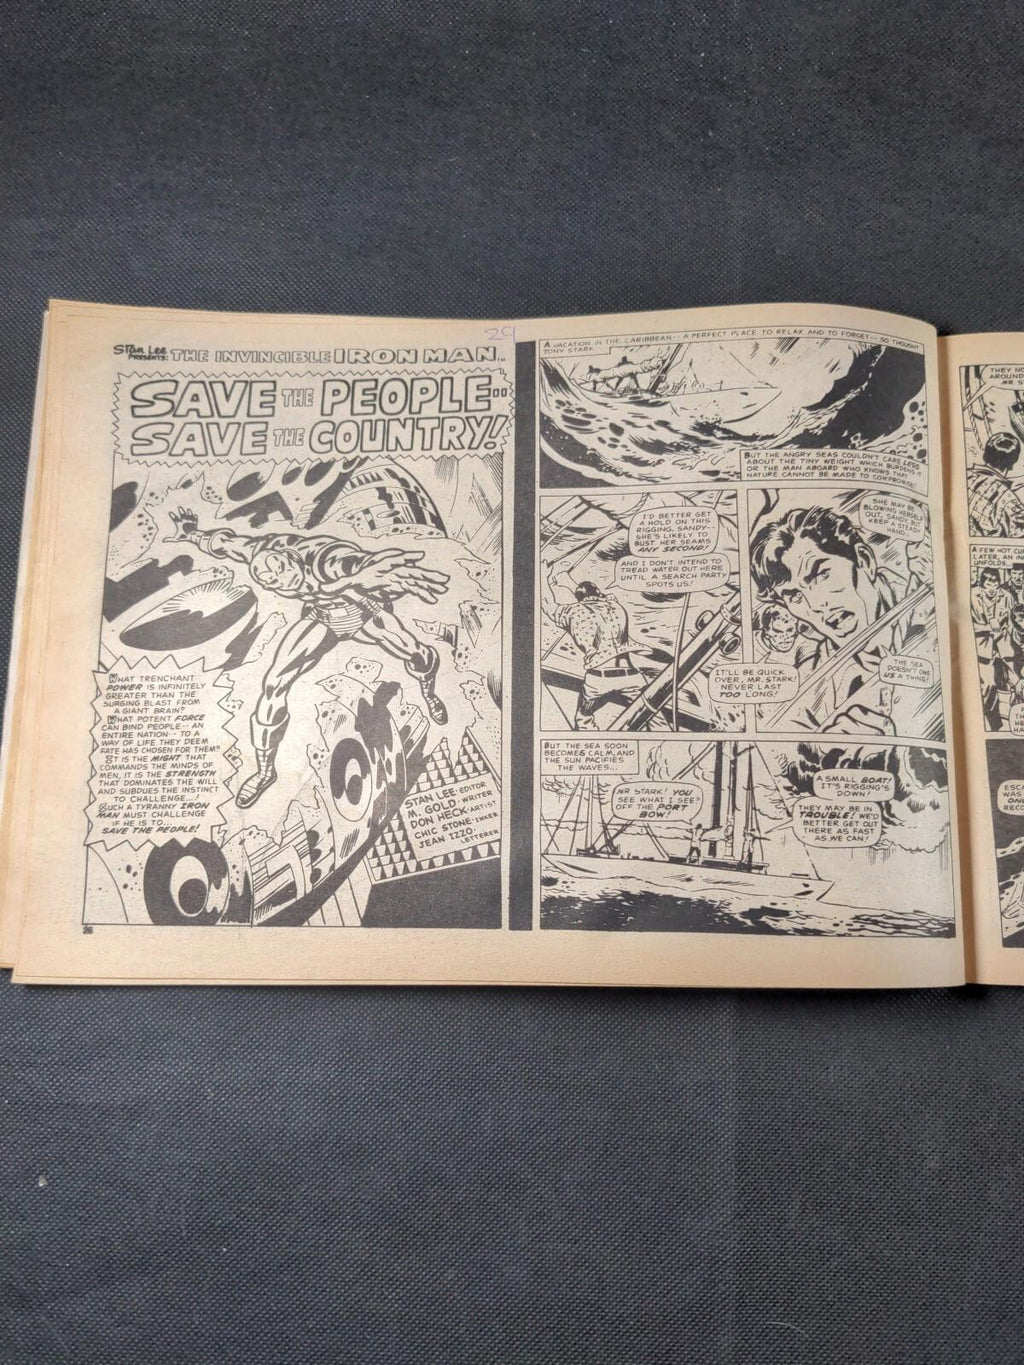 29
Stan Lee
PRESENTS: THE INVINCIBLE IRON MAN
SAVE THE PEOPLE--
SAVE THE COUNTRY!
WHAT TRENCHANT
POWER IS INFINITELY
GREATER THAN THE
SURGING BLAST FROM
A GIANT BRAIN?
WHAT POTENT FORCE
CAN BIND PEOPLE-- AN
ENTIRE NATION-- TO A
WAY OF LIFE THEY DEEM
FATE HAS CHOSEN FOR THEM?
IT IS THE MIGHT THAT
COMMANDS THE MINDS OF
MEN, IT IS THE STRENGTH
THAT DOMINATES THE WILL
AND SUBDUES THE INSTINCT
TO CHALLENGE...!
SUCH A TYRANNY IRON
MAN MUST CHALLENGE
IF HE IS TO...
SAVE THE PEOPLE!
STAN LEE·EDITOR
M. GOLD·WRITER
DON HECK·ARTIST
CHIC STONE·INKER
JEAN IZZO·
LETTERER
26
A VACATION IN THE CARIBBEAN-- A PERFECT PLACE TO RELAX AND TO FORGET-- SO THOUGHT
TONY STARK.
BUT THE ANGRY SEAS COULDN'T CARE LESS
ABOUT THE TINY WEIGHT WHICH BURDENS IT
OR THE MAN ABOARD WHO KNOWS THAT
NATURE CANNOT BE MADE TO COMPROMISE!
I'D BETTER GET
A HOLD ON THIS
RIGGING, SANDY--
SHE'S LIKELY TO
BUST HER SEAMS
ANY SECOND!
AND I DON'T INTEND TO
TREAD WATER OUT HERE
UNTIL A SEARCH PARTY
SPOTS US!
SHE MAY BE
BLOWING HERSELF
OUT, SANDY, BUT
KEEP A STEADY
HAND--
IT'LL BE QUICK
OVER, MR. STARK!
NEVER LAST
TOO LONG!
THE SEA
DOESN'T OWE
US A THING!
BUT THE SEA SOON
BECOMES CALM, AND
THE SUN PACIFIES
THE WAVES...
MR STARK! YOU
SEE WHAT I SEE?
OFF THE PORT
BOW!
A SMALL BOAT!
IT'S RIGGING'S
DOWN!
THEY MAY BE IN
TROUBLE! WE'D
BETTER GET OUT
THERE AS FAST
AS WE CAN!
THEY
AROUND
A FEW HOT
LATER, AN
UNFOLDS...
WAS